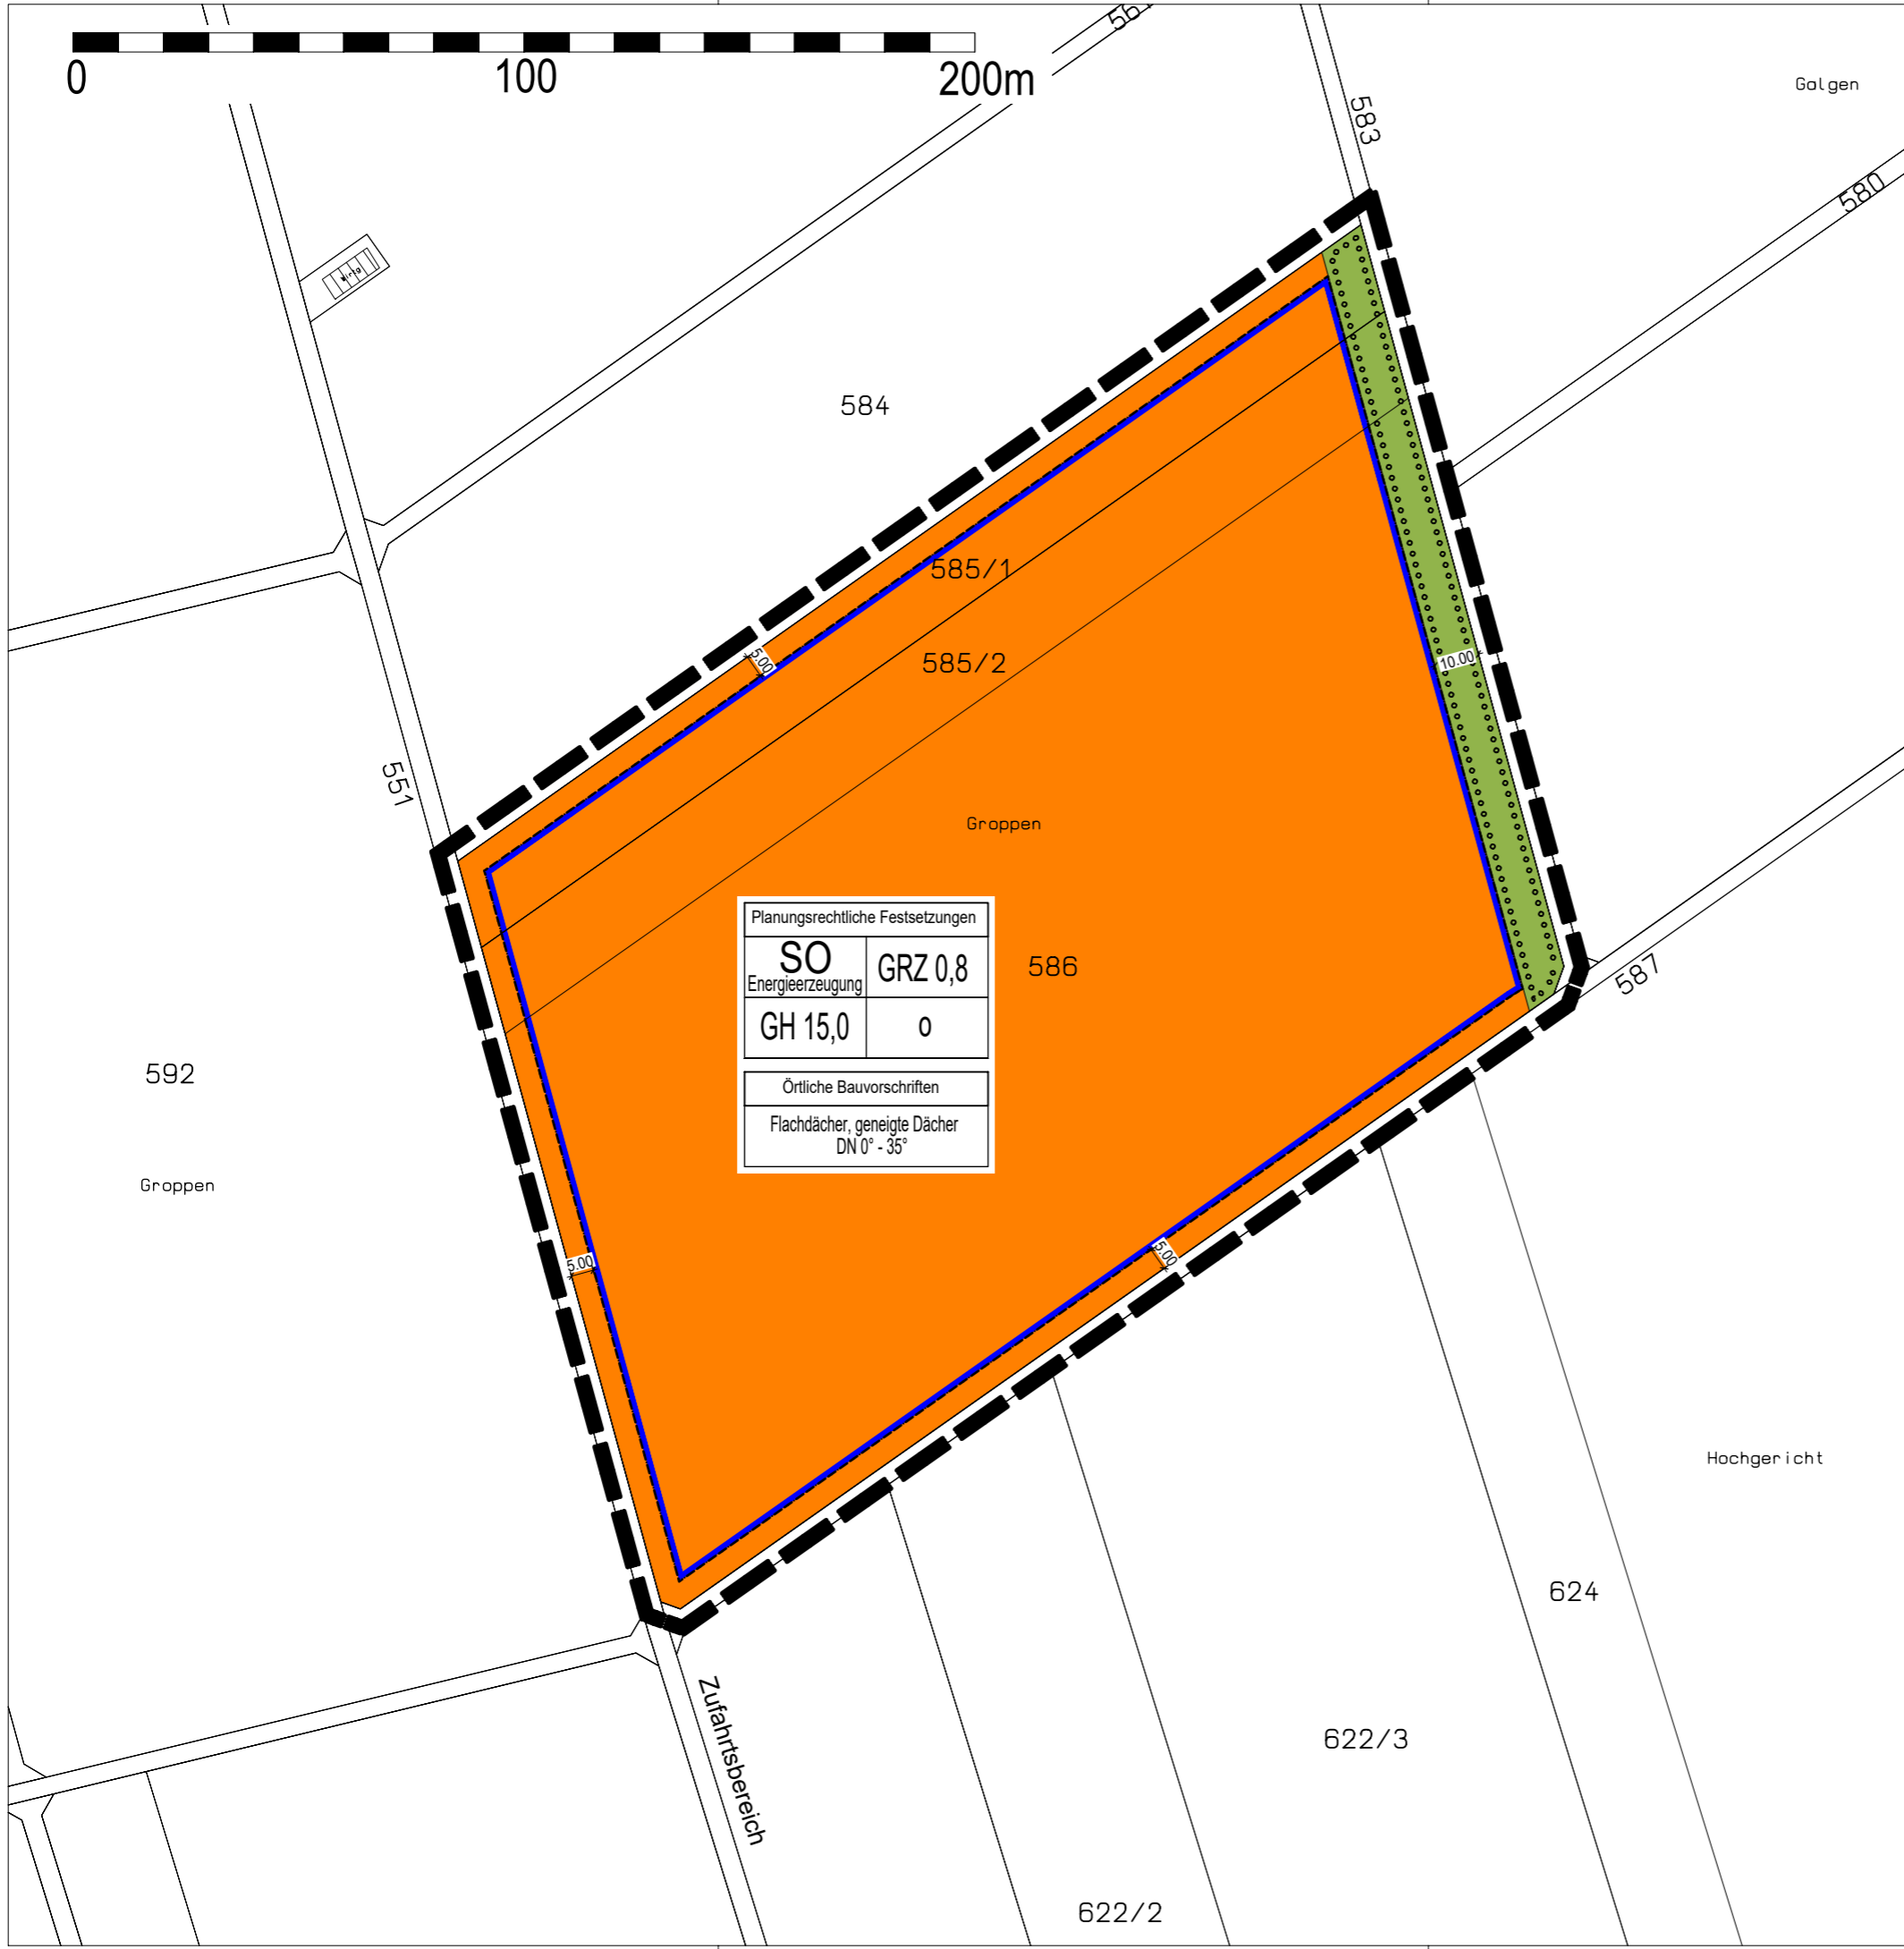 0
100
200m
583
Galgen
580
584
585/1
585/2
5.00
10.00
551
Groppen
Planungsrechtliche Festsetzungen
SO
Energieerzeugung
GRZ 0,8
GH 15,0
o
Örtliche Bauvorschriften
Flachdächer, geneigte Dächer
DN 0° - 35°
586
587
592
Groppen
5.00
5.00
Hochgericht
624
Zufahrtsbereich
622/3
622/2